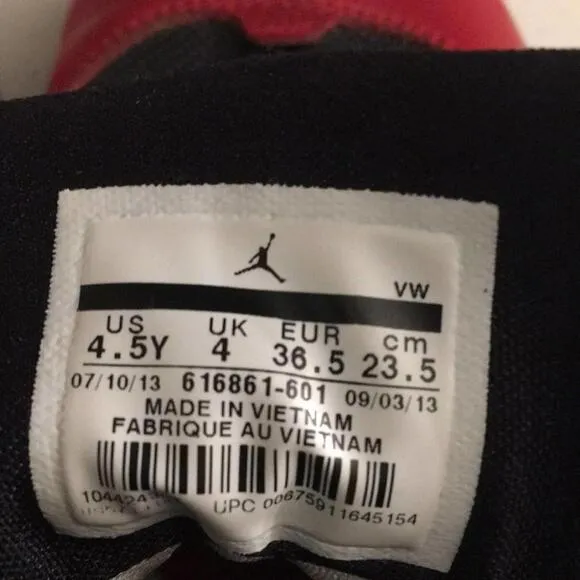 VW
US UK EUR cm
4.5Y 4 36.5 23.5
07/10/13 616861-601 09/03/13
MADE IN VIETNAM
FABRIQUE AU VIETNAM
UPC 00675911645154